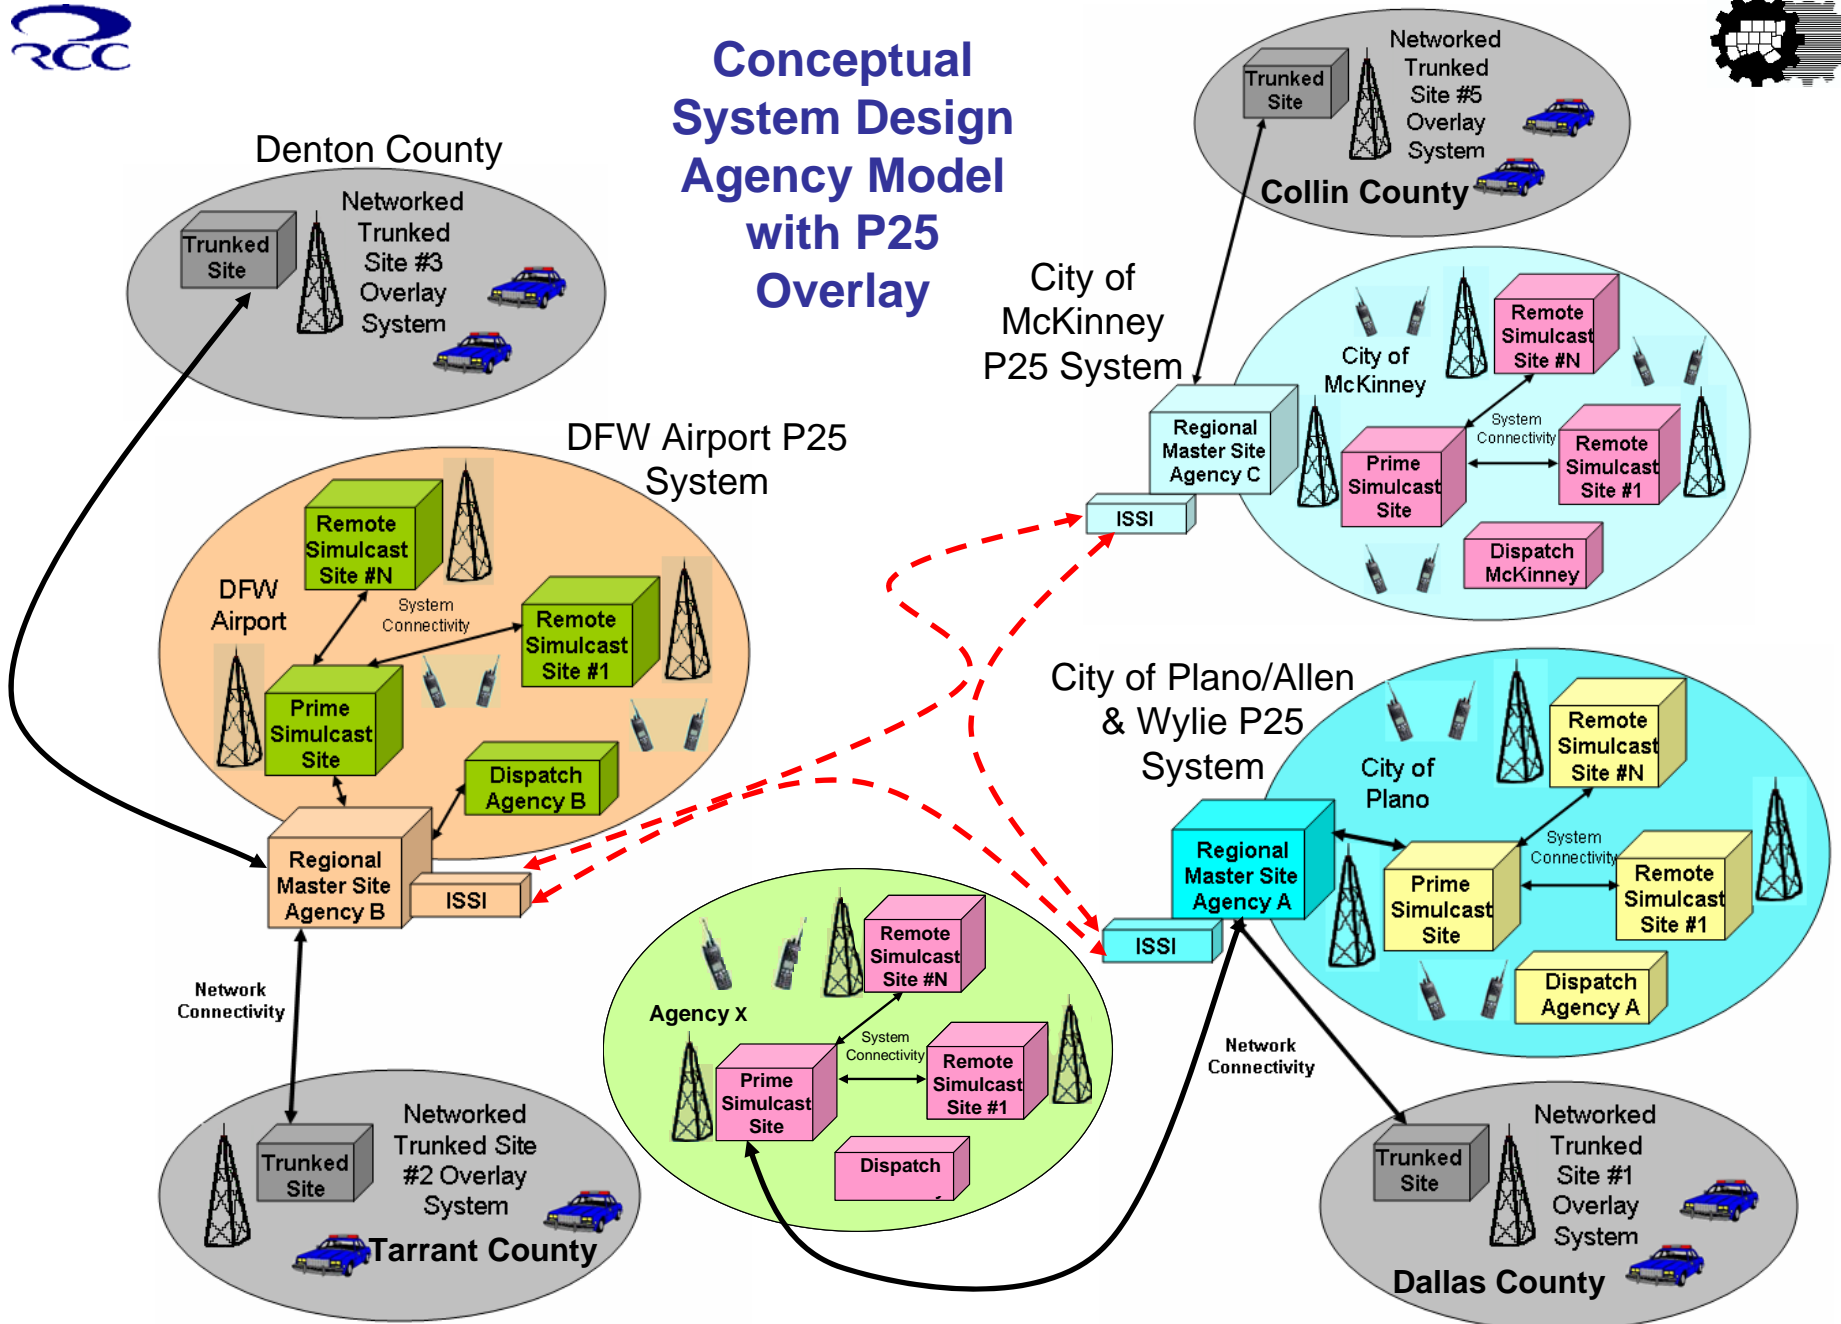 RCC
Conceptual
System Design
Agency Model
with P25
Overlay
Networked
Trunked
Site #5
Overlay
System
Trunked
Site
Collin County
Denton County
Networked
Trunked
Site #3
Overlay
System
Trunked
Site
City of
McKinney
P25 System
City of
McKinney
Remote
Simulcast
Site #N
System
Connectivity
Regional
Master Site
Agency C
Prime
Simulcast
Site
Remote
Simulcast
Site #1
ISSI
Dispatch
McKinney
DFW Airport P25
System
Remote
Simulcast
Site #N
DFW
Airport
System
Connectivity
Remote
Simulcast
Site #1
Prime
Simulcast
Site
Dispatch
Agency B
Regional
Master Site
Agency B
ISSI
City of Plano/Allen
& Wylie P25
System
City of
Plano
Remote
Simulcast
Site #N
System
Connectivity
Regional
Master Site
Agency A
Prime
Simulcast
Site
Remote
Simulcast
Site #1
ISSI
Dispatch
Agency A
Network
Connectivity
Agency X
Remote
Simulcast
Site #N
System
Connectivity
Prime
Simulcast
Site
Remote
Simulcast
Site #1
Dispatch
Network
Connectivity
Trunked
Site
Networked
Trunked Site
#2 Overlay
System
Tarrant County
Trunked
Site
Networked
Trunked
Site #1
Overlay
System
Dallas County